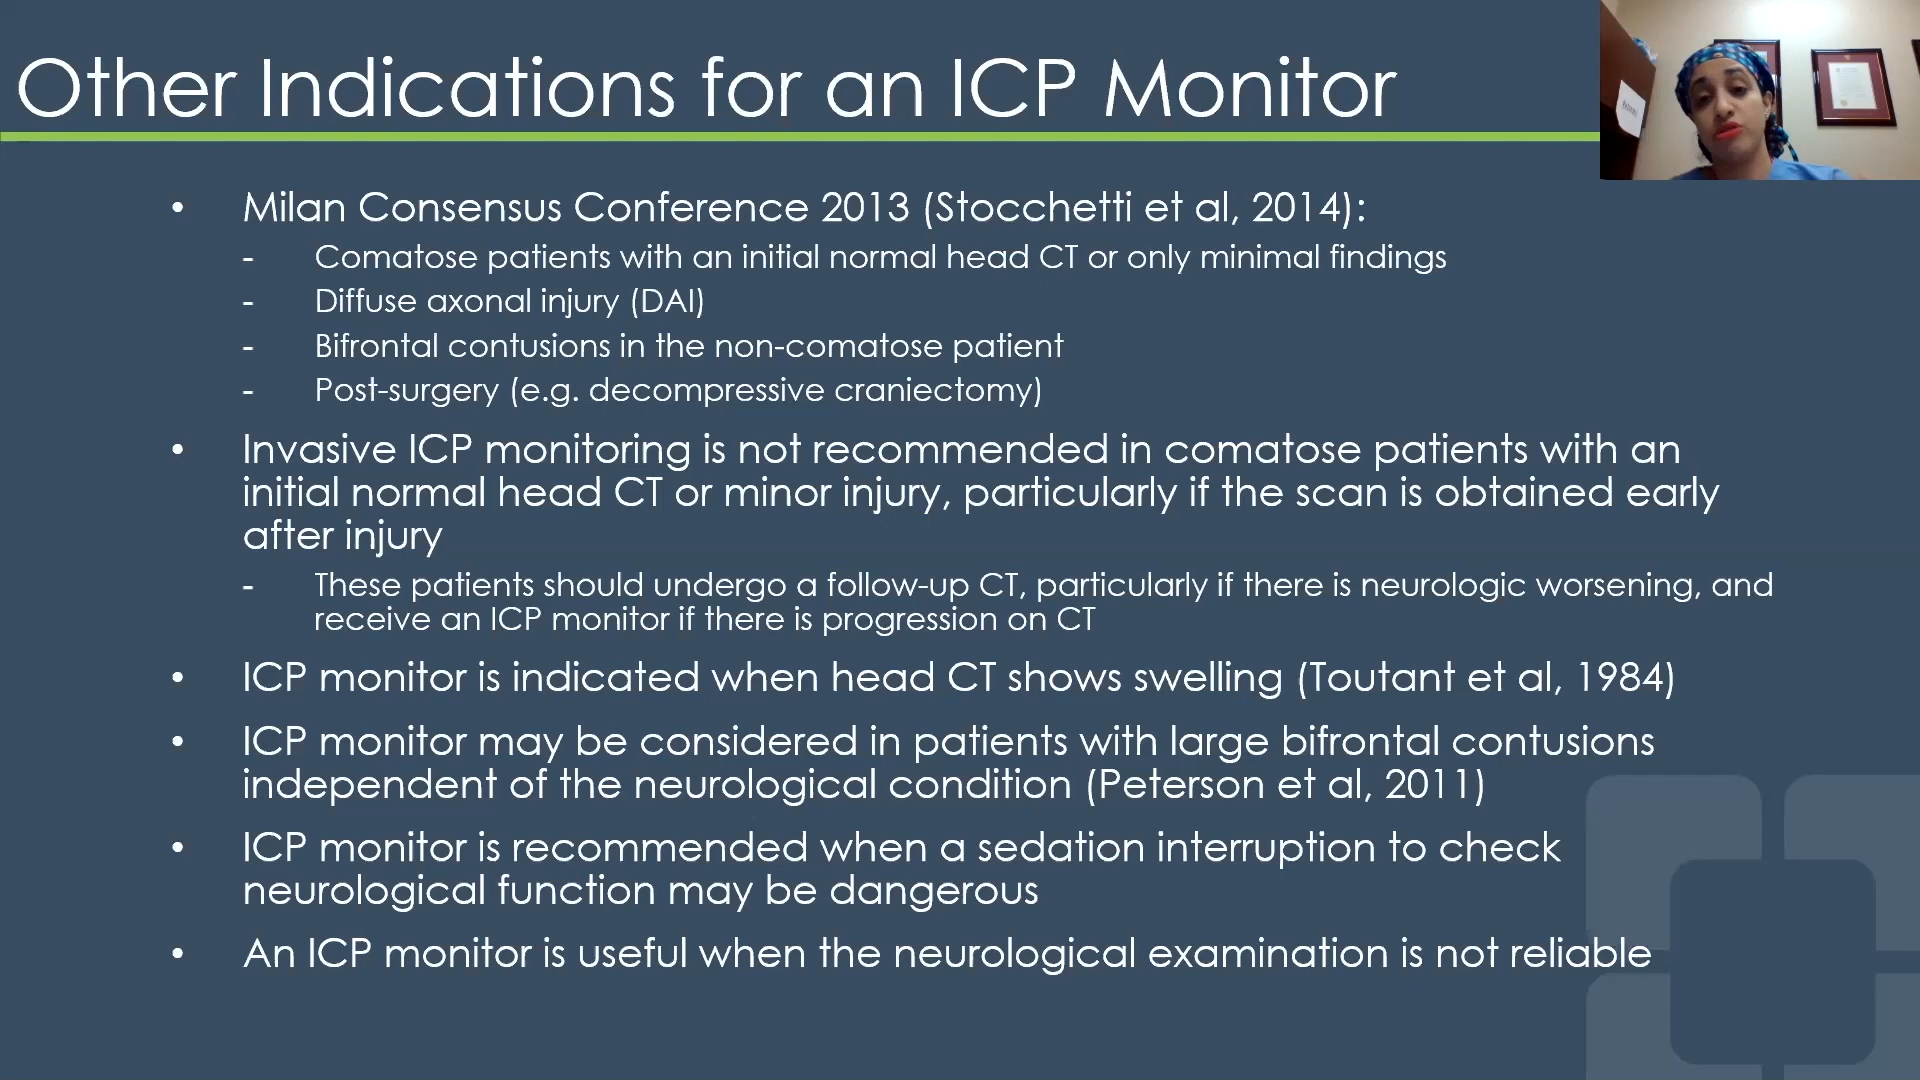 Other Indications for an ICP Monitor
• Milan Consensus Conference 2013 (Stocchetti et al, 2014):
- Comatose patients with an initial normal head CT or only minimal findings
- Diffuse axonal injury (DAI)
- Bifrontal contusions in the non-comatose patient
- Post-surgery (e.g. decompressive craniectomy)
• Invasive ICP monitoring is not recommended in comatose patients with an
initial normal head CT or minor injury, particularly if the scan is obtained early
after injury
- These patients should undergo a follow-up CT, particularly if there is neurologic worsening, and
receive an ICP monitor if there is progression on CT
• ICP monitor is indicated when head CT shows swelling (Toutant et al, 1984)
• ICP monitor may be considered in patients with large bifrontal contusions
independent of the neurological condition (Peterson et al, 2011)
• ICP monitor is recommended when a sedation interruption to check
neurological function may be dangerous
• An ICP monitor is useful when the neurological examination is not reliable